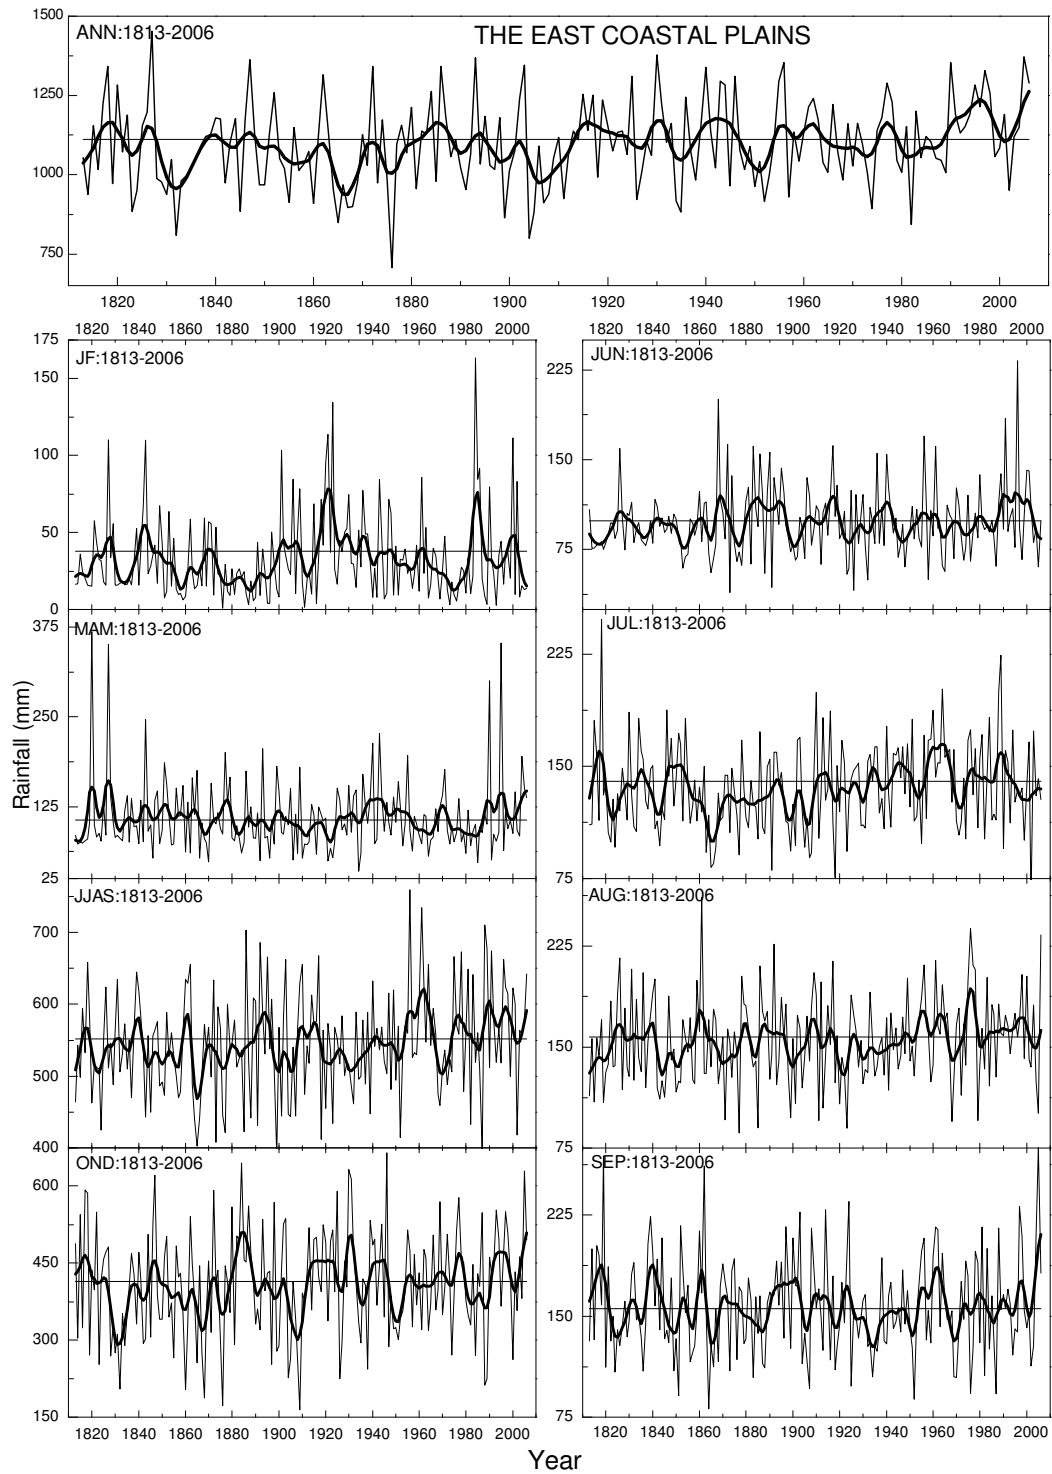 THE EAST COASTAL PLAINS
ANN:1813-2006
1500
1250
1000
750
1820 1840 1860 1880 1900 1920 1940 1960 1980 2000
1820 1840 1860 1880 1900 1920 1940 1960 1980 2000
1820 1840 1860 1880 1900 1920 1940 1960 1980 2000
JF:1813-2006
175
150
100
50
0
JUN:1813-2006
225
150
75
MAM:1813-2006
375
250
125
25
JUL:1813-2006
225
150
75
Rainfall (mm)
JJAS:1813-2006
700
600
500
400
AUG:1813-2006
225
150
75
OND:1813-2006
600
450
300
150
SEP:1813-2006
225
150
75
1820 1840 1860 1880 1900 1920 1940 1960 1980 2000
1820 1840 1860 1880 1900 1920 1940 1960 1980 2000
Year